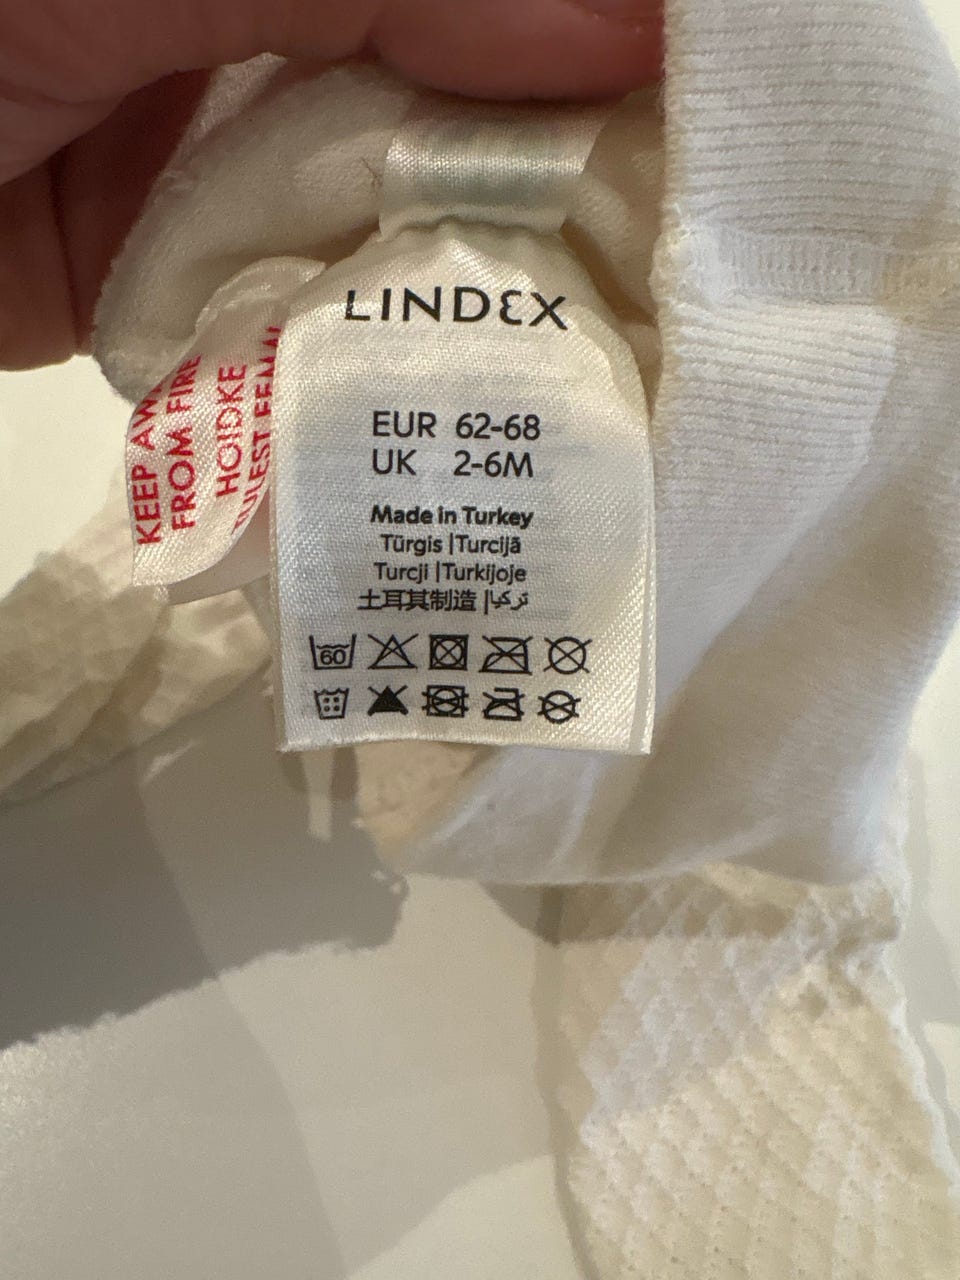 LINDEX
EUR 62-68
UK 2-6M
Made in Turkey
Türgis | Turcijā
Turcji | Turkijoje
土耳其制造 | تركيا
60
KEEP
FROM FIRE
HOIDKE